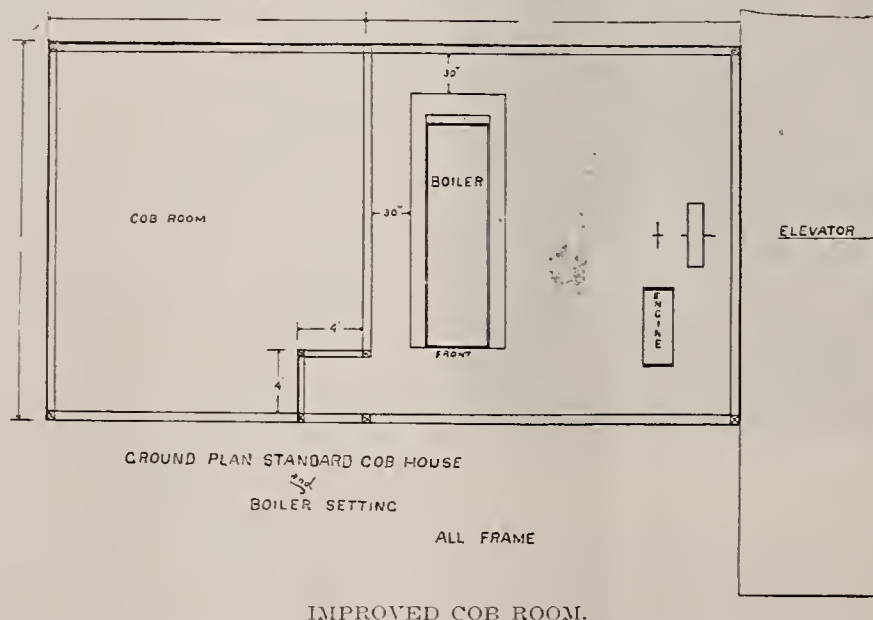 30"
BOILER
COB ROOM
30"
ELEVATOR
ENGINE
4'
FRONT
4'
GROUND PLAN STANDARD COB HOUSE
and
BOILER SETTING
ALL FRAME
IMPROVED COB ROOM.